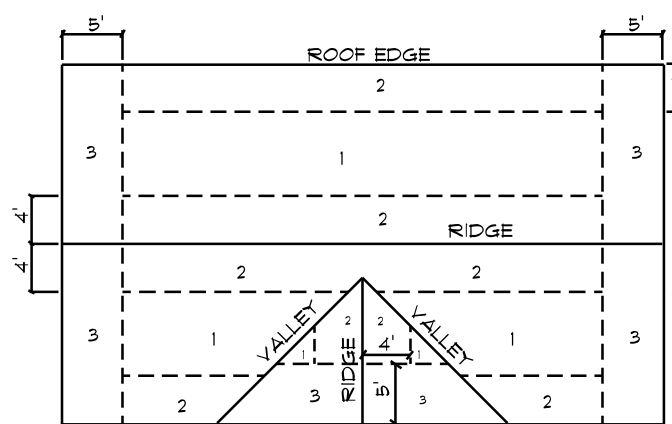 5' 5'
ROOF EDGE
2
3 1 3
4'
2
RIDGE
4'
2 2
3 1 VALLEY 2 2 VALLEY 1 3
4'
1 1
RIDGE
5'
2 3 3 2